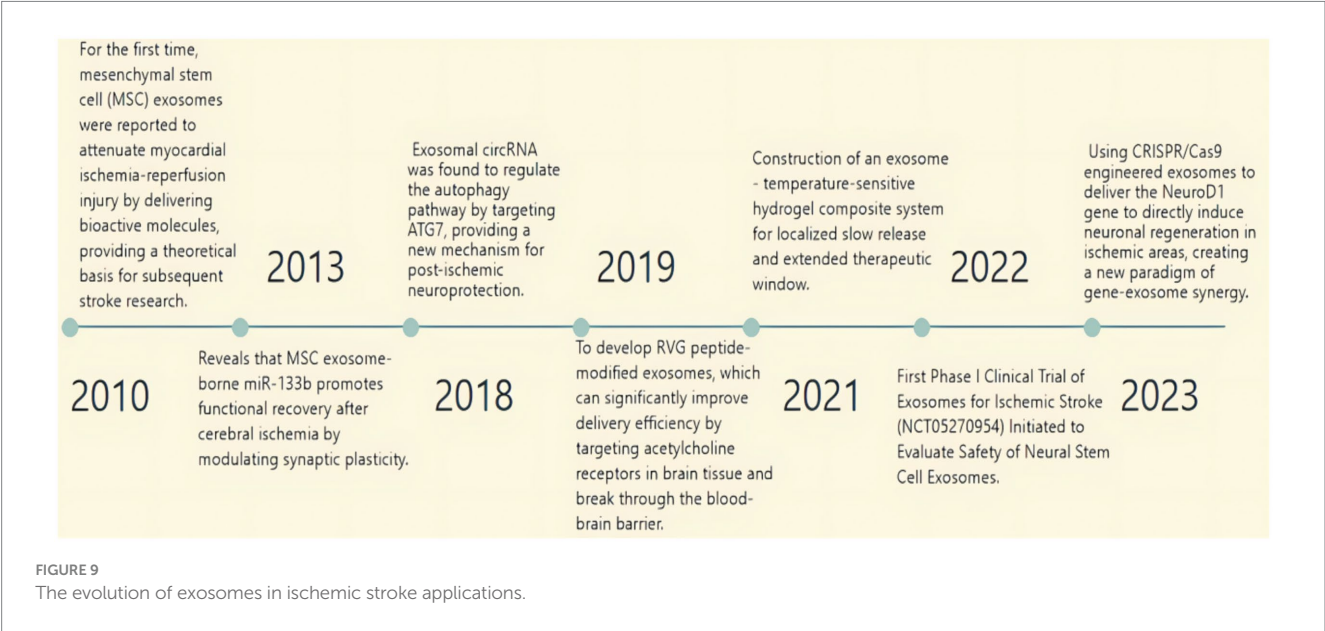 For the first time,
mesenchymal stem
cell (MSC) exosomes
were reported to
attenuate myocardial
ischemia-reperfusion
injury by delivering
bioactive molecules,
providing a theoretical
basis for subsequent
stroke research.
2010
2013
Reveals that MSC exosome-
borne miR-133b promotes
functional recovery after
cerebral ischemia by
modulating synaptic plasticity.
Exosomal circRNA
was found to regulate
the autophagy
pathway by targeting
ATG7, providing a
new mechanism for
post-ischemic
neuroprotection.
2018
2019
To develop RVG peptide-
modified exosomes, which
can significantly improve
delivery efficiency by
targeting acetylcholine
receptors in brain tissue and
break through the blood-
brain barrier.
Construction of an exosome
- temperature-sensitive
hydrogel composite system
for localized slow release
and extended therapeutic
window.
2021
2022
First Phase I Clinical Trial of
Exosomes for Ischemic Stroke
(NCT05270954) Initiated to
Evaluate Safety of Neural Stem
Cell Exosomes.
Using CRISPR/Cas9
engineered exosomes to
deliver the NeuroD1
gene to directly induce
neuronal regeneration in
ischemic areas, creating
a new paradigm of
gene-exosome synergy.
2023
FIGURE 9
The evolution of exosomes in ischemic stroke applications.